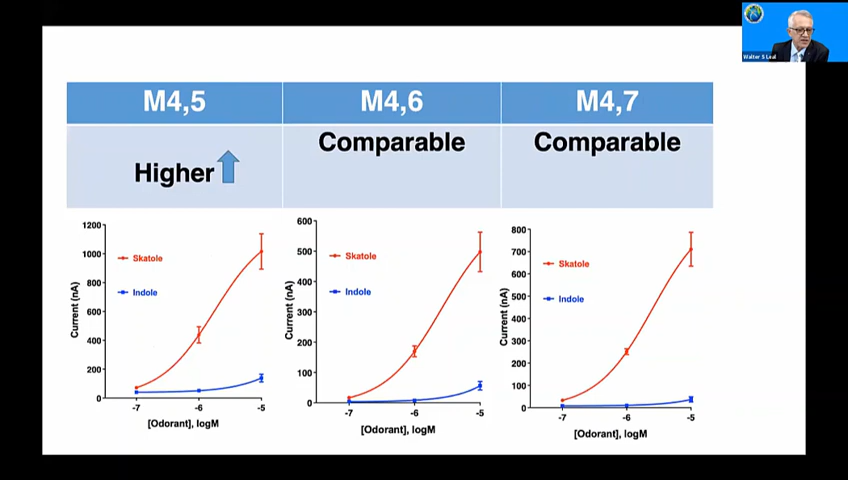 Walter S Leal
M4,5 M4,6 M4,7
Higher Comparable Comparable
1200
1000
800
600
400
200
0
Current (nA)
Skatole
Indole
-7 -6 -5
[Odorant], logM
600
500
400
300
200
100
0
Current (nA)
Skatole
Indole
-7 -6 -5
[Odorant], logM
800
700
600
500
400
300
200
100
0
Current (nA)
Skatole
Indole
-7 -6 -5
[Odorant], logM